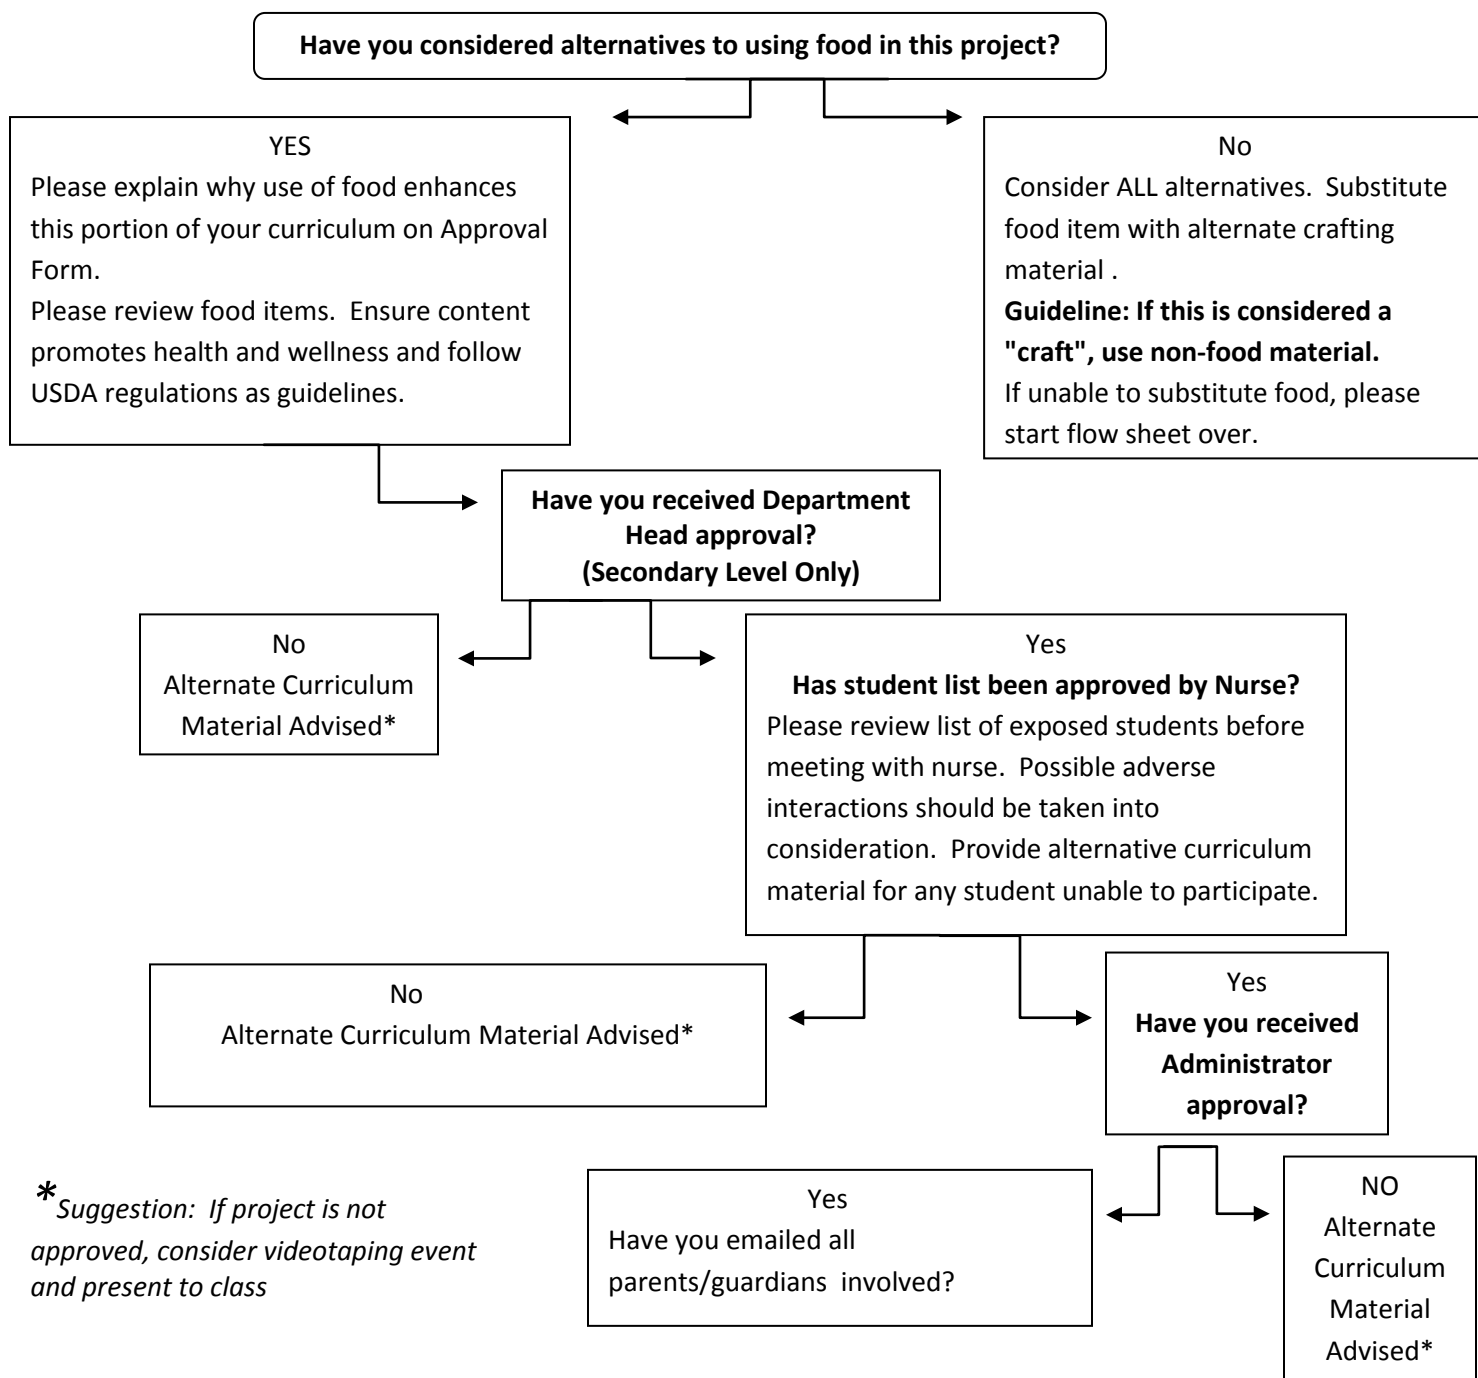 Have you considered alternatives to using food in this project?
YES
Please explain why use of food enhances
this portion of your curriculum on Approval
Form.
Please review food items.  Ensure content
promotes health and wellness and follow
USDA regulations as guidelines.
No
Consider ALL alternatives.  Substitute
food item with alternate crafting
material .
Guideline: If this is considered a
"craft", use non-food material.
If unable to substitute food, please
start flow sheet over.
Have you received Department
Head approval?
(Secondary Level Only)
No
Alternate Curriculum
Material Advised*
Yes
Has student list been approved by Nurse?
Please review list of exposed students before
meeting with nurse.  Possible adverse
interactions should be taken into
consideration.  Provide alternative curriculum
material for any student unable to participate.
No
Alternate Curriculum Material Advised*
Yes
Have you received
Administrator
approval?
*Suggestion:  If project is not
approved, consider videotaping event
and present to class
Yes
Have you emailed all
parents/guardians  involved?
NO
Alternate
Curriculum
Material
Advised*